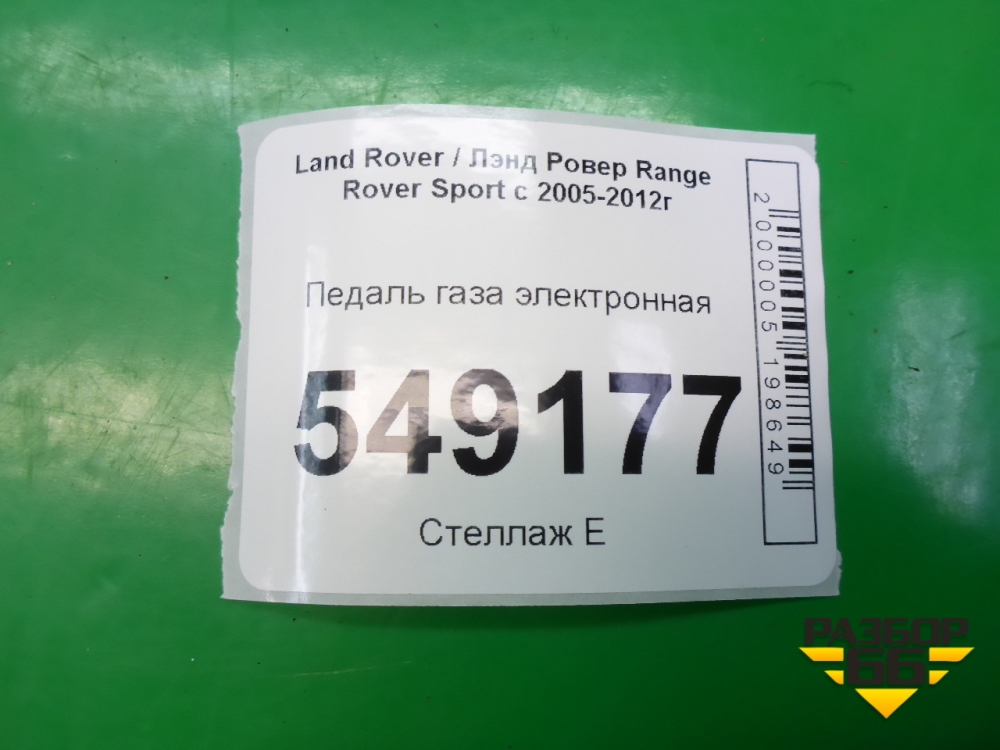 Land Rover / Лэнд Ровер Range
Rover Sport с 2005-2012г
Педаль газа электронная
549177
Стеллаж Е
2000005198649
РАЗБОР
66